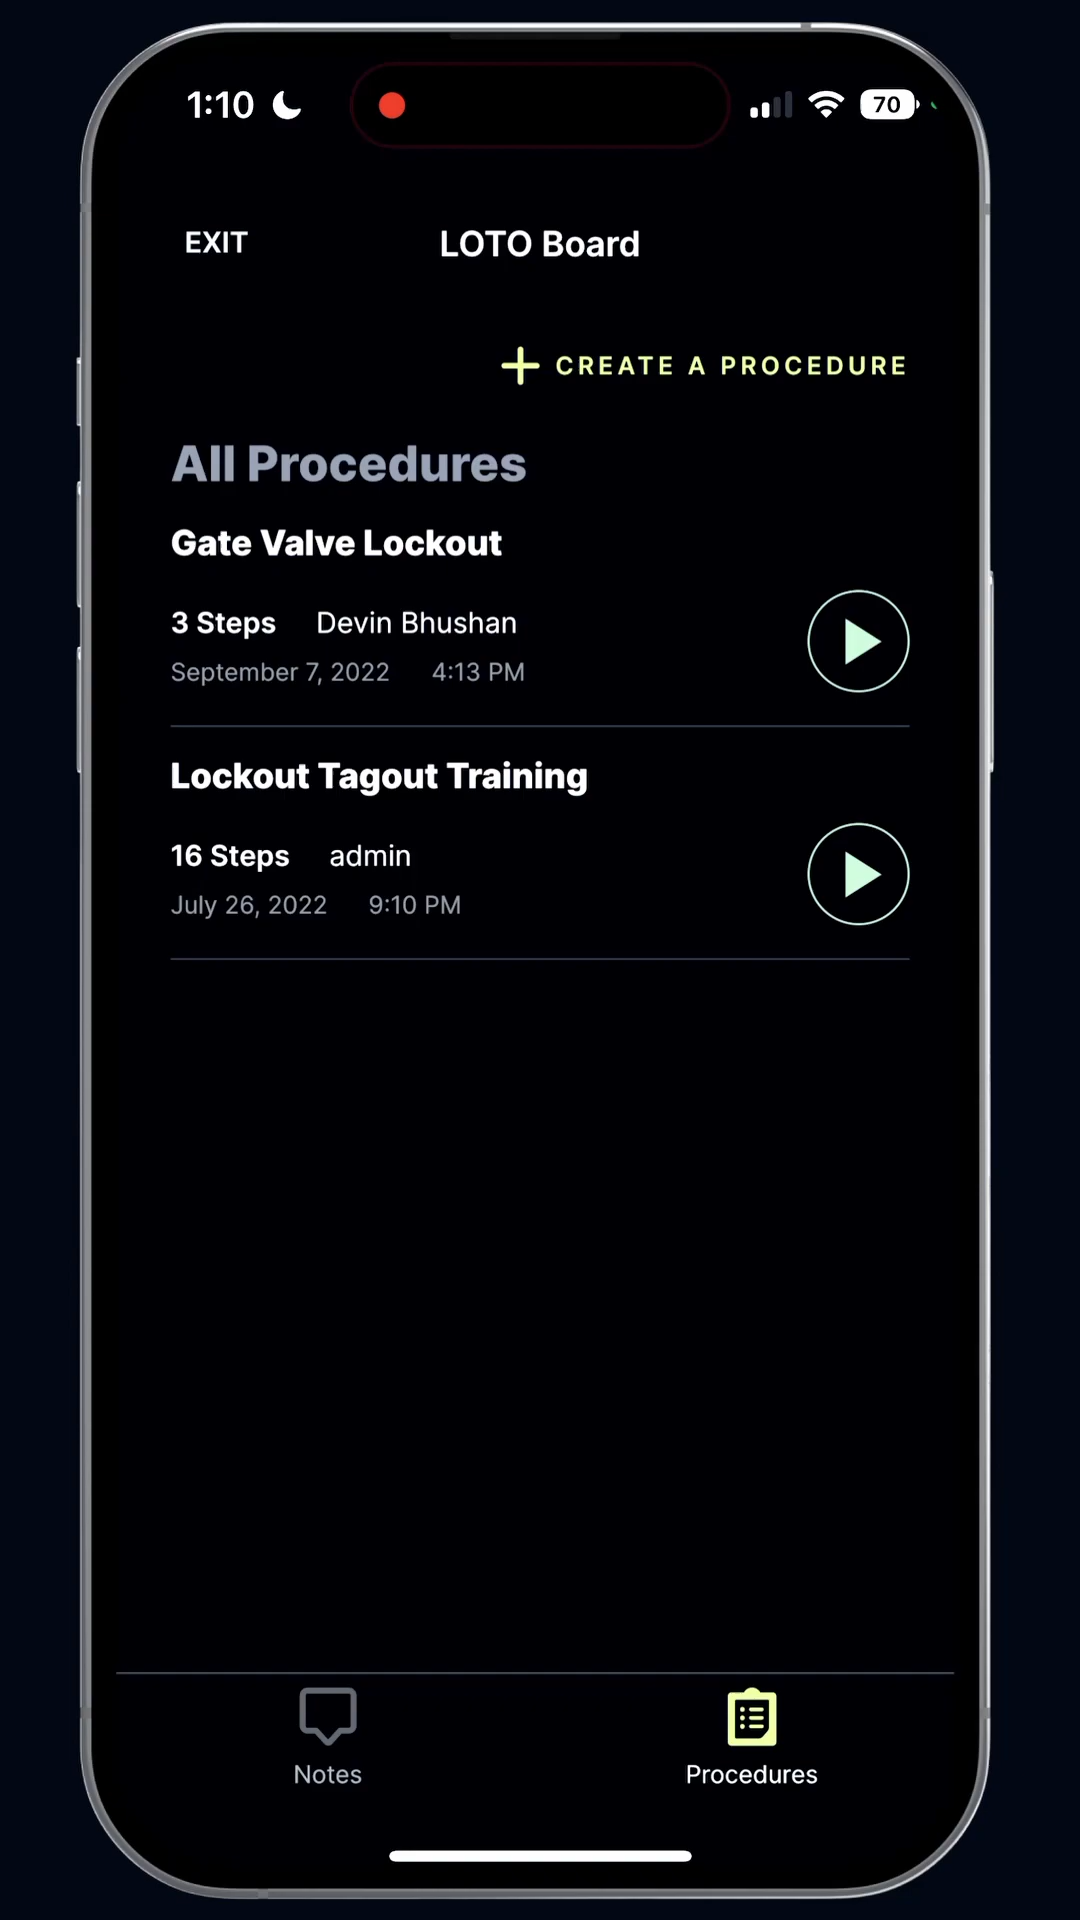 1:10
70
EXIT
LOTO Board
CREATE A PROCEDURE
All Procedures
Gate Valve Lockout
3 Steps Devin Bhushan
September 7, 2022 4:13 PM
Lockout Tagout Training
16 Steps admin
July 26, 2022 9:10 PM
Notes
Procedures